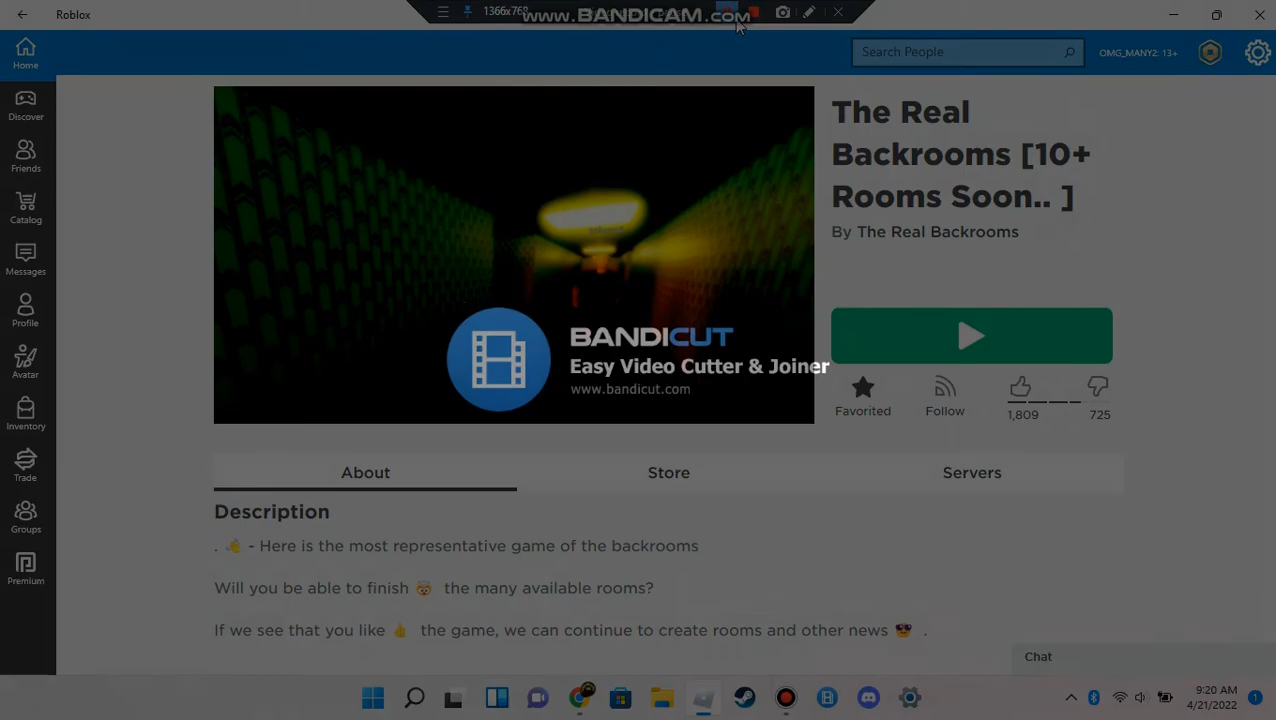 Roblox
1366x768
www.BANDICAM.com
Home
Search People
OMG_MANY2: 13+
Discover
Friends
Catalog
Messages
Profile
Avatar
Inventory
Trade
Groups
Premium
The Real
Backrooms [10+
Rooms Soon.. ]
By The Real Backrooms
BANDICUT
Easy Video Cutter & Joiner
www.bandicut.com
Favorited
Follow
1,809
725
About
Store
Servers
Description
. 👋 - Here is the most representative game of the backrooms
Will you be able to finish 🤯 the many available rooms?
If we see that you like 👍 the game, we can continue to create rooms and other news 😎 .
Chat
9:20 AM
4/21/2022
1